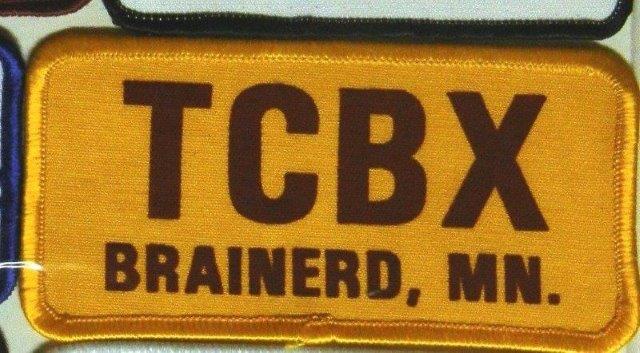 TCBX
BRAINERD, MN.